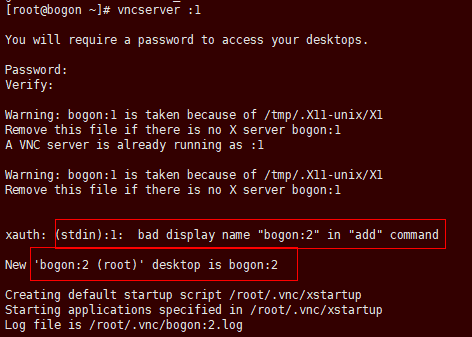 [root@bogon ~]# vncserver :1
You will require a password to access your desktops.
Password:
Verify:
Warning: bogon:1 is taken because of /tmp/.X11-unix/X1
Remove this file if there is no X server bogon:1
A VNC server is already running as :1
Warning: bogon:1 is taken because of /tmp/.X11-unix/X1
Remove this file if there is no X server bogon:1
xauth: (stdin):1:  bad display name "bogon:2" in "add" command
New 'bogon:2 (root)' desktop is bogon:2
Creating default startup script /root/.vnc/xstartup
Starting applications specified in /root/.vnc/xstartup
Log file is /root/.vnc/bogon:2.log